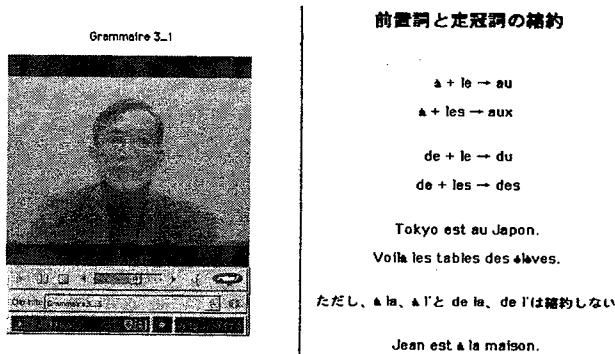 Grammaire 3_1
Grammaire3_1
前置詞と定冠詞の縮約
à + le → au
à + les → aux
de + le → du
de + les → des
Tokyo est au Japon.
Voilà les tables des élèves.
ただし、à la、à l'と de la、de l'は縮約しない
Jean est à la maison.